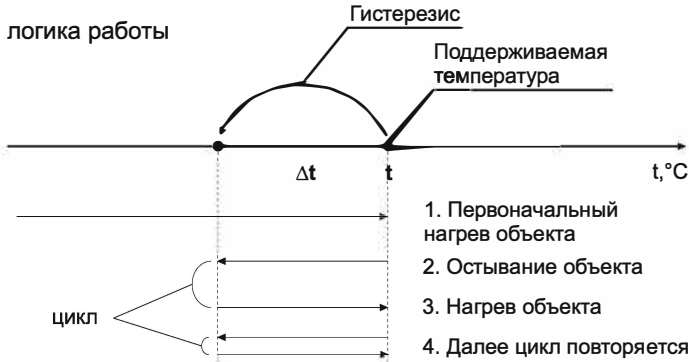 логика работы
Гистерезис
Поддерживаемая
температура
Δt
t
t,°C
1. Первоначальный
нагрев объекта
2. Остывание объекта
3. Нагрев объекта
цикл
4. Далее цикл повторяется